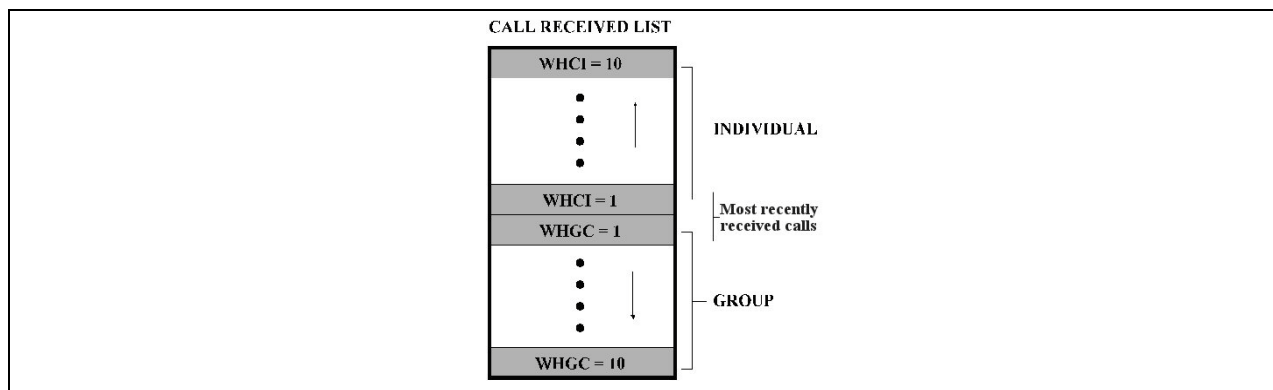 CALL RECEIVED LIST
WHCI = 10
INDIVIDUAL
WHCI = 1
Most recently
received calls
WHGC = 1
GROUP
WHGC = 10